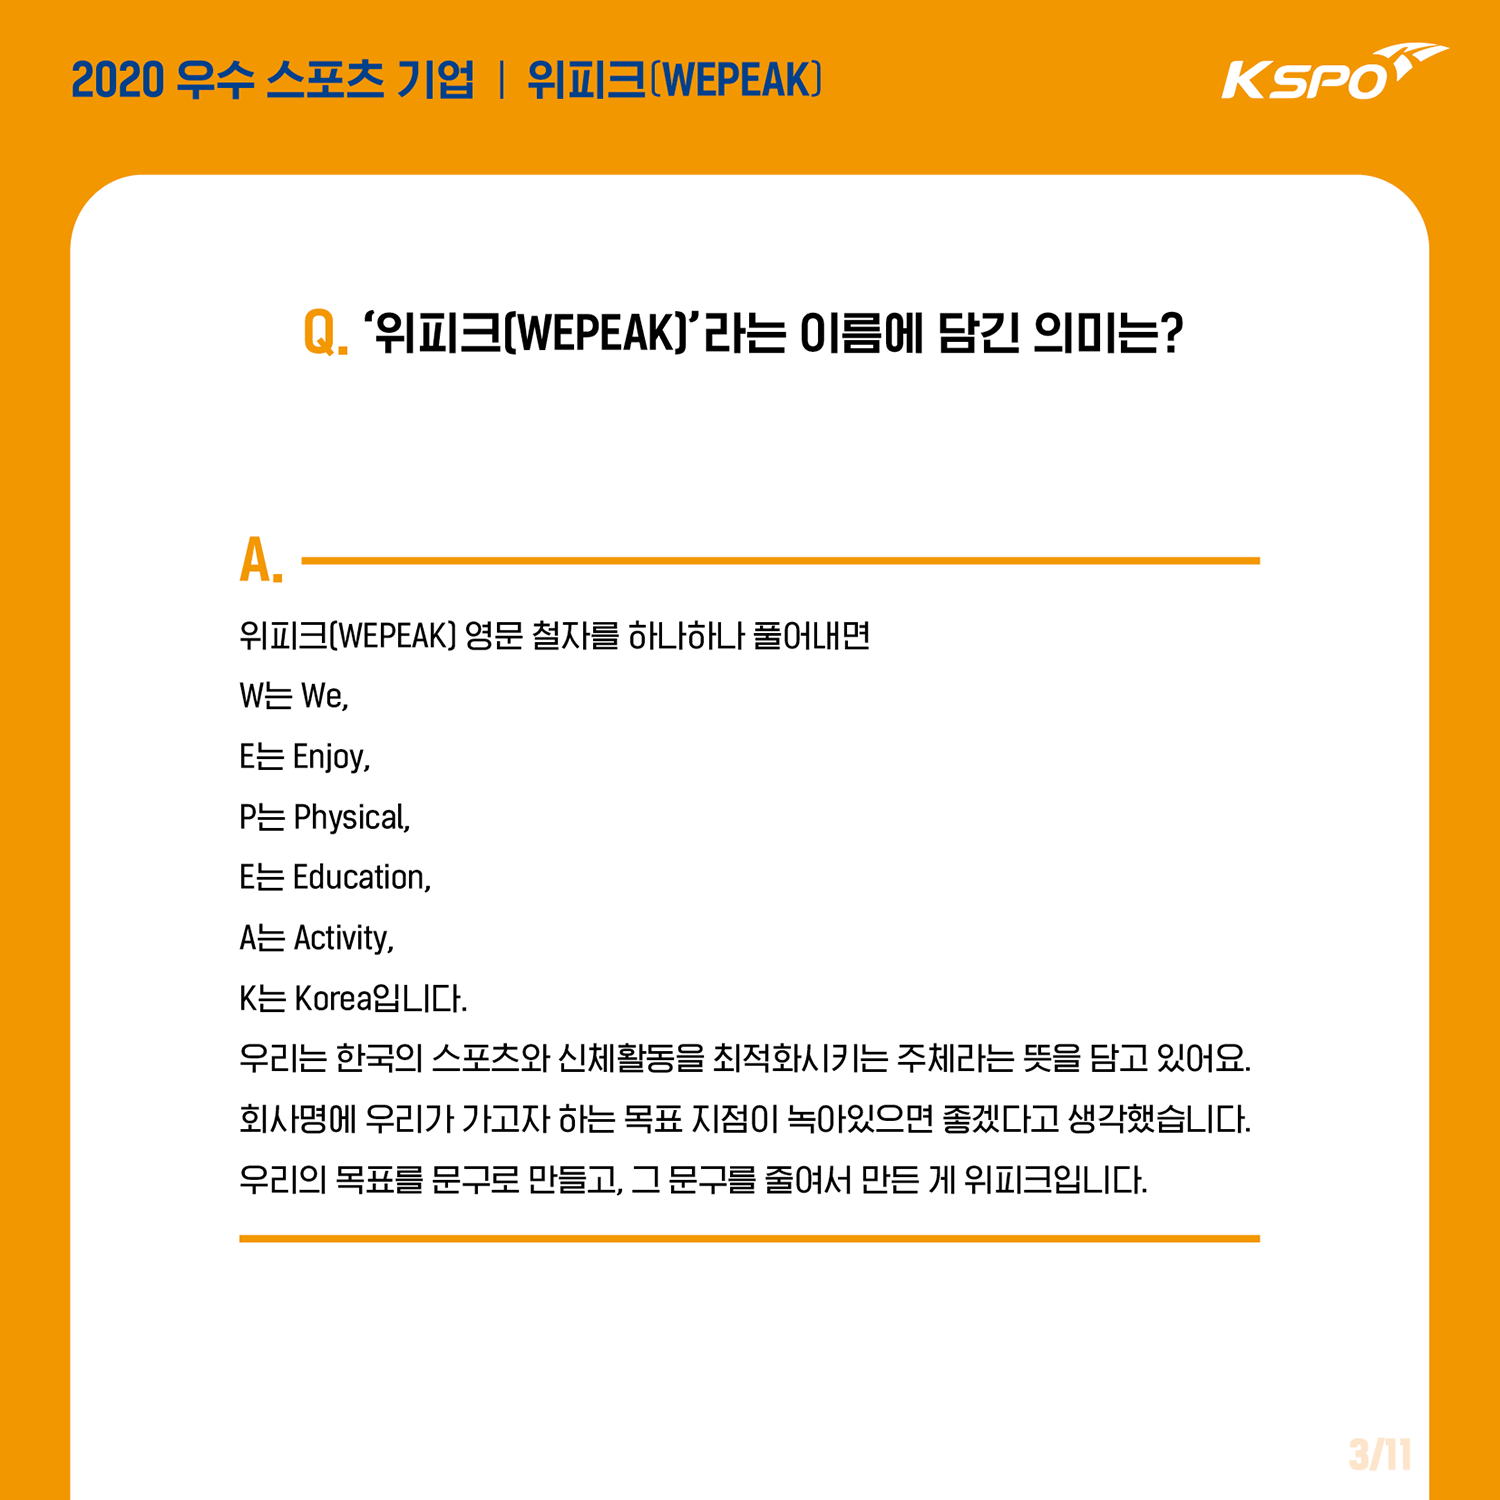 2020 우수 스포츠 기업 | 위피크(WEPEAK)
KSPO
Q. ‘위피크(WEPEAK)’라는 이름에 담긴 의미는?
A.
위피크(WEPEAK) 영문 철자를 하나하나 풀어내면
W는 We,
E는 Enjoy,
P는 Physical,
E는 Education,
A는 Activity,
K는 Korea입니다.
우리는 한국의 스포츠와 신체활동을 최적화시키는 주체라는 뜻을 담고 있어요.
회사명에 우리가 가고자 하는 목표 지점이 녹아있으면 좋겠다고 생각했습니다.
우리의 목표를 문구로 만들고, 그 문구를 줄여서 만든 게 위피크입니다.
3/11